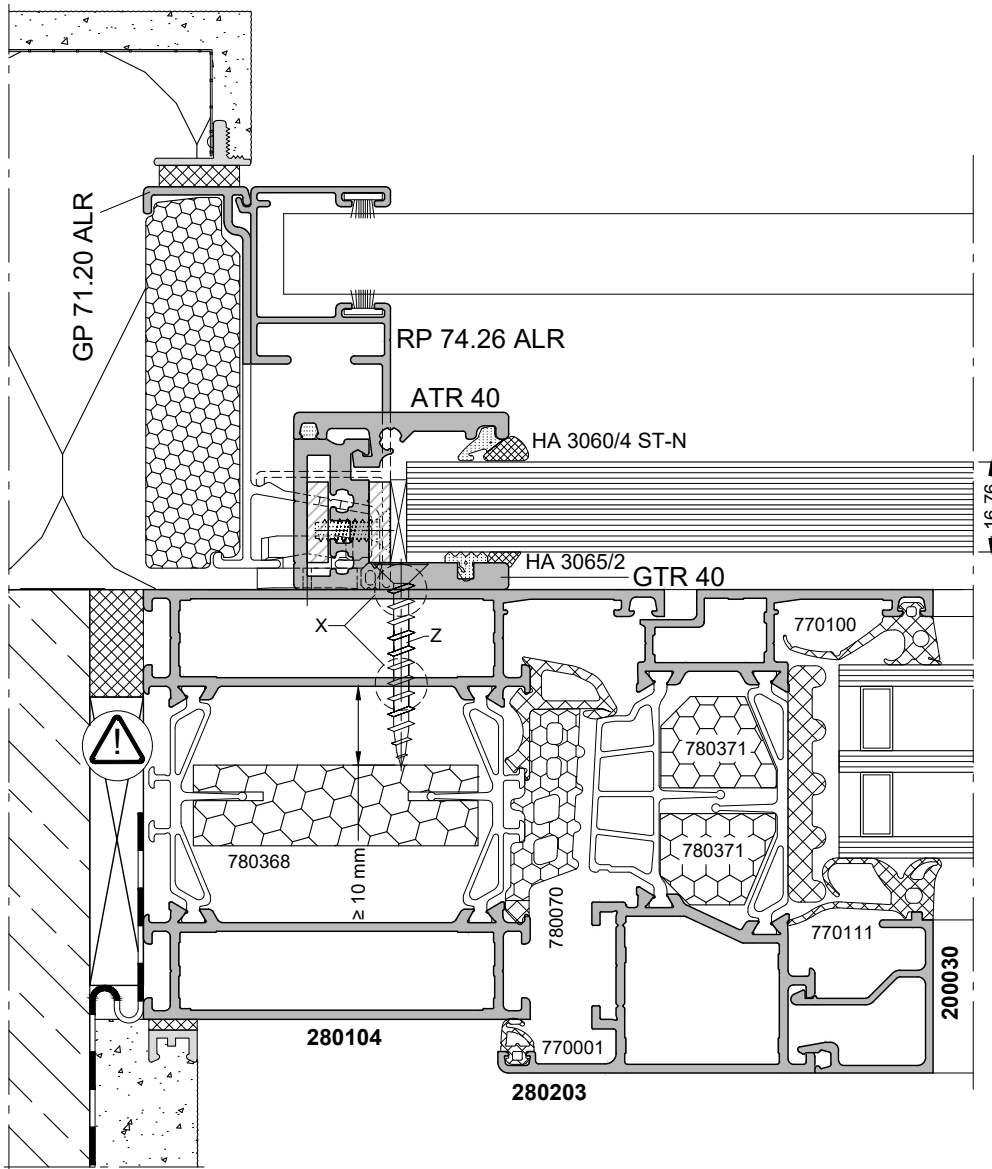 GP 71.20 ALR
RP 74.26 ALR
ATR 40
HA 3060/4 ST-N
16.76
HA 3065/2
GTR 40
X
Z
770100
!
780371
780368
≥ 10 mm
780371
780070
770111
200030
280104
770001
280203